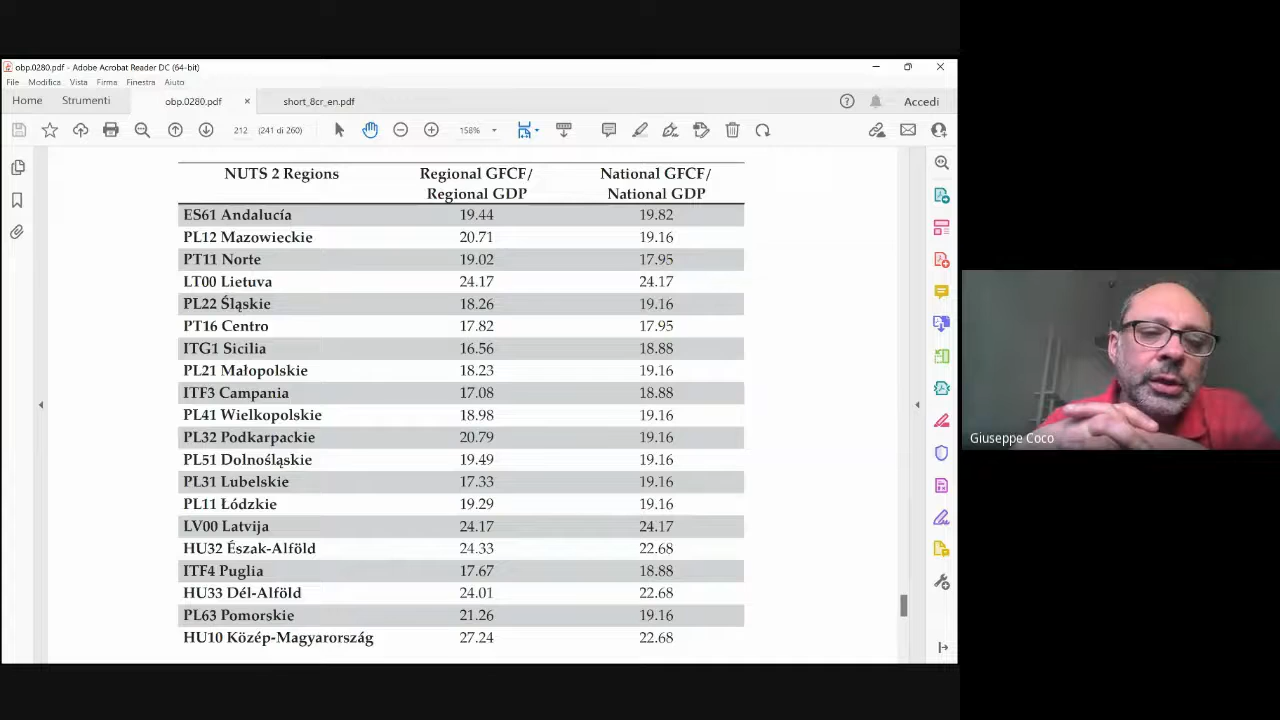 obp.0280.pdf - Adobe Acrobat Reader DC (64-bit)
File Modifica Vista Firma Finestra Aiuto
Home Strumenti obp.0280.pdf × short_8cr_en.pdf Accedi
212 (241 di 260) 158%
NUTS 2 Regions Regional GFCF/ National GFCF/
Regional GDP National GDP
ES61 Andalucía 19.44 19.82
PL12 Mazowieckie 20.71 19.16
PT11 Norte 19.02 17.95
LT00 Lietuva 24.17 24.17
PL22 Śląskie 18.26 19.16
PT16 Centro 17.82 17.95
ITG1 Sicilia 16.56 18.88
PL21 Małopolskie 18.23 19.16
ITF3 Campania 17.08 18.88
PL41 Wielkopolskie 18.98 19.16
PL32 Podkarpackie 20.79 19.16
PL51 Dolnośląskie 19.49 19.16
PL31 Lubelskie 17.33 19.16
PL11 Łódzkie 19.29 19.16
LV00 Latvija 24.17 24.17
HU32 Észak-Alföld 24.33 22.68
ITF4 Puglia 17.67 18.88
HU33 Dél-Alföld 24.01 22.68
PL63 Pomorskie 21.26 19.16
HU10 Közép-Magyarország 27.24 22.68
Giuseppe Coco